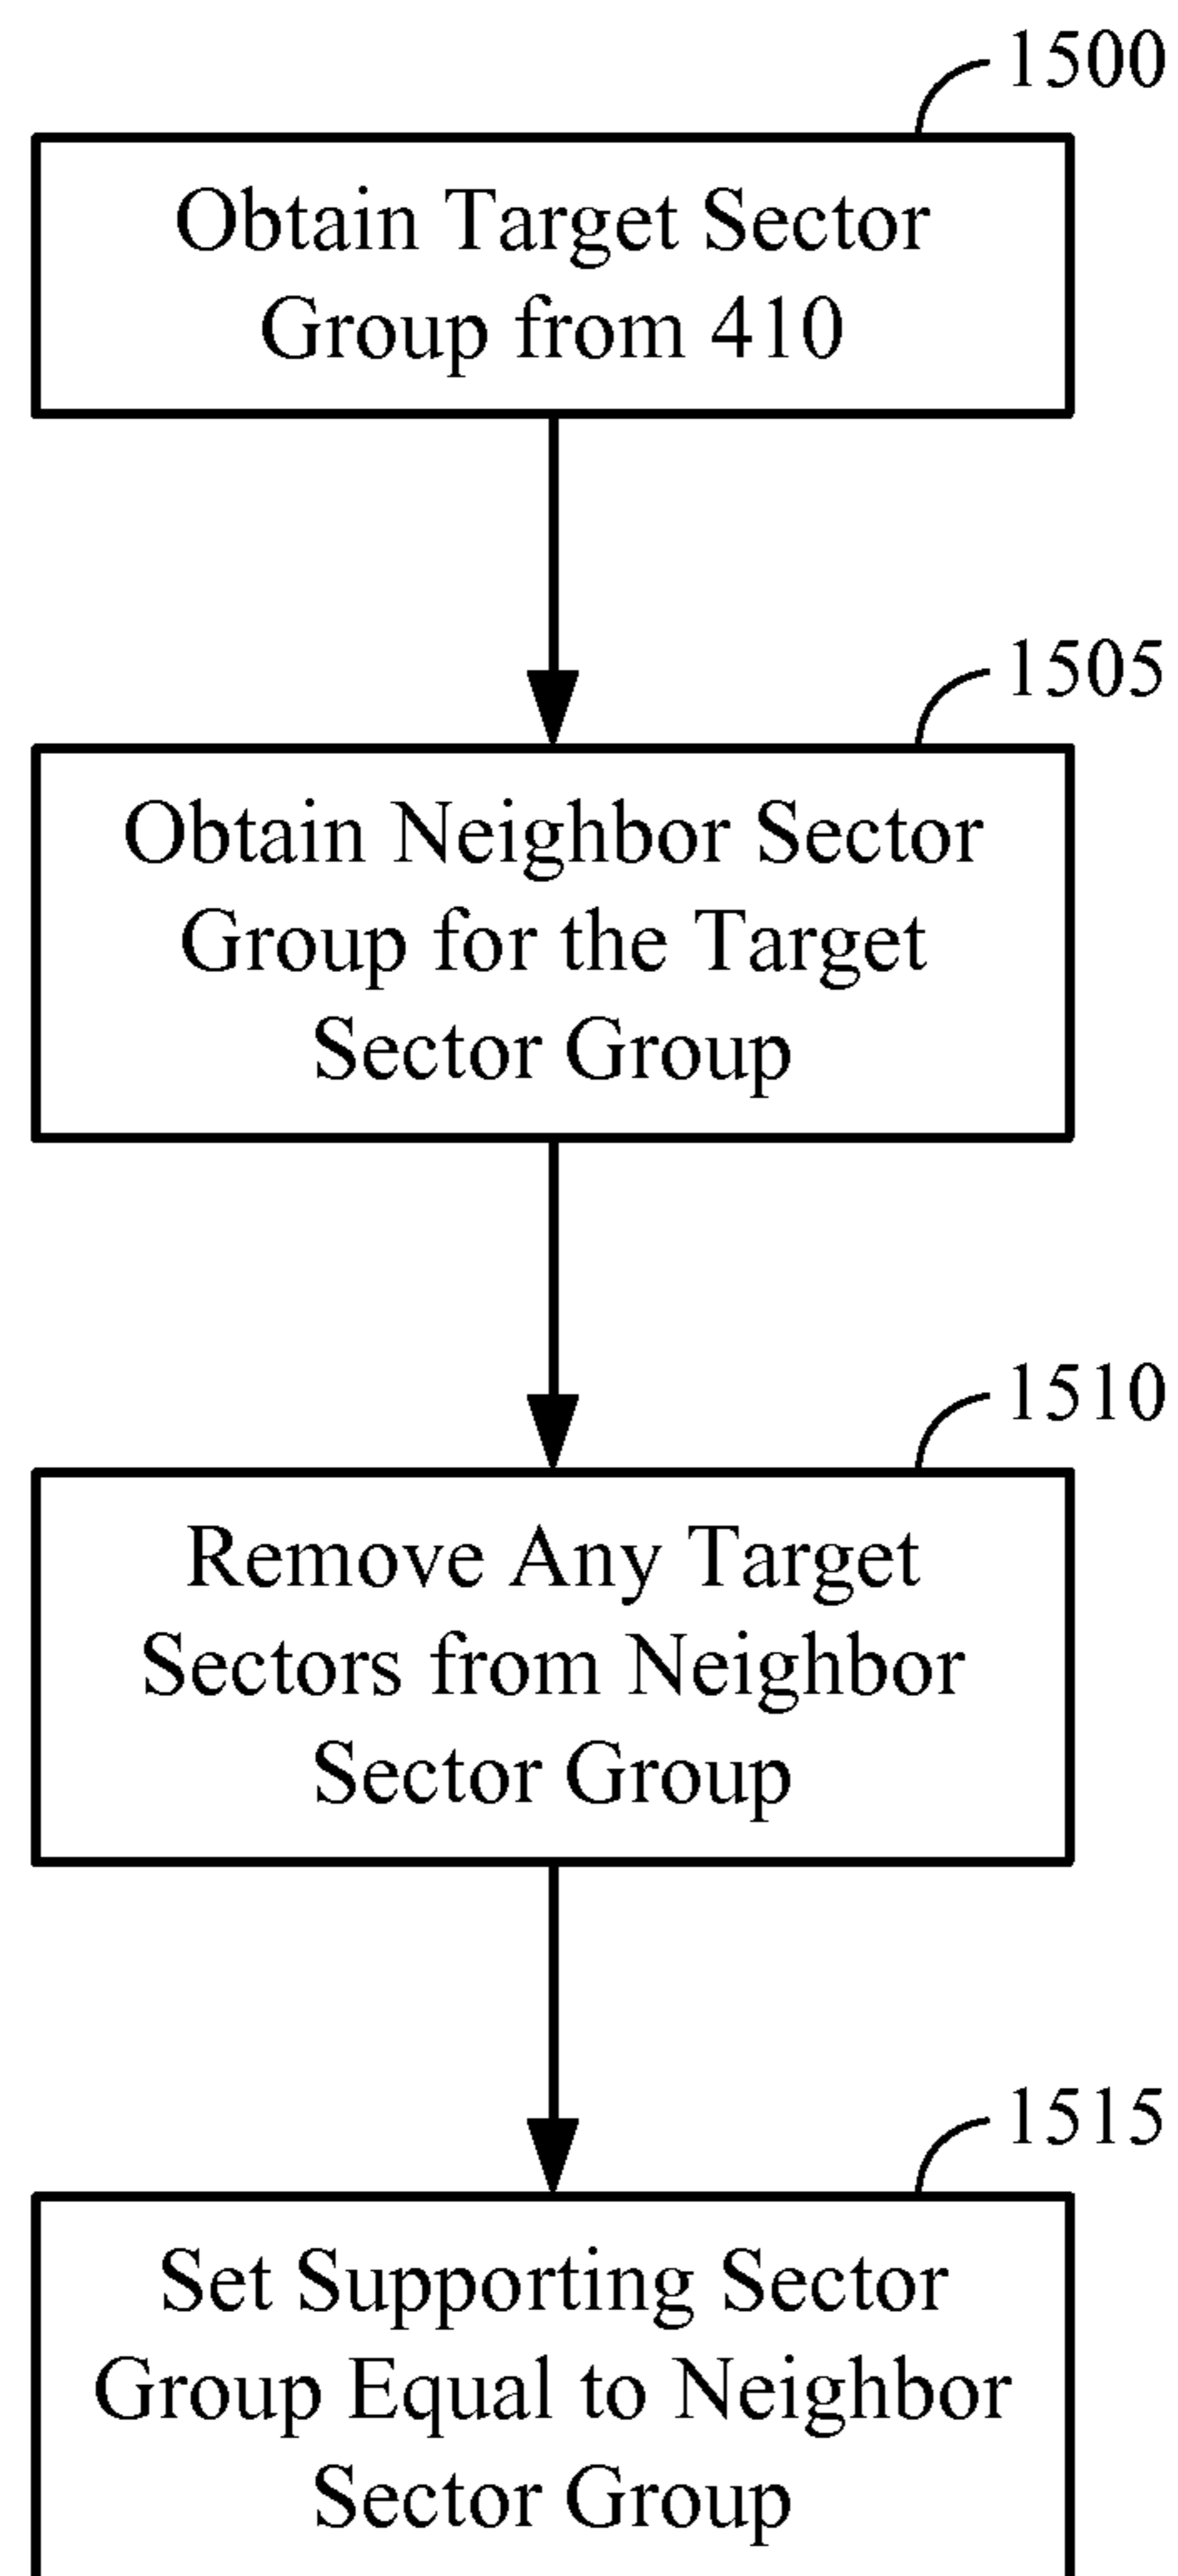 1500
Obtain Target Sector
Group from 410
1505
Obtain Neighbor Sector
Group for the Target
Sector Group
1510
Remove Any Target
Sectors from Neighbor
Sector Group
1515
Set Supporting Sector
Group Equal to Neighbor
Sector Group